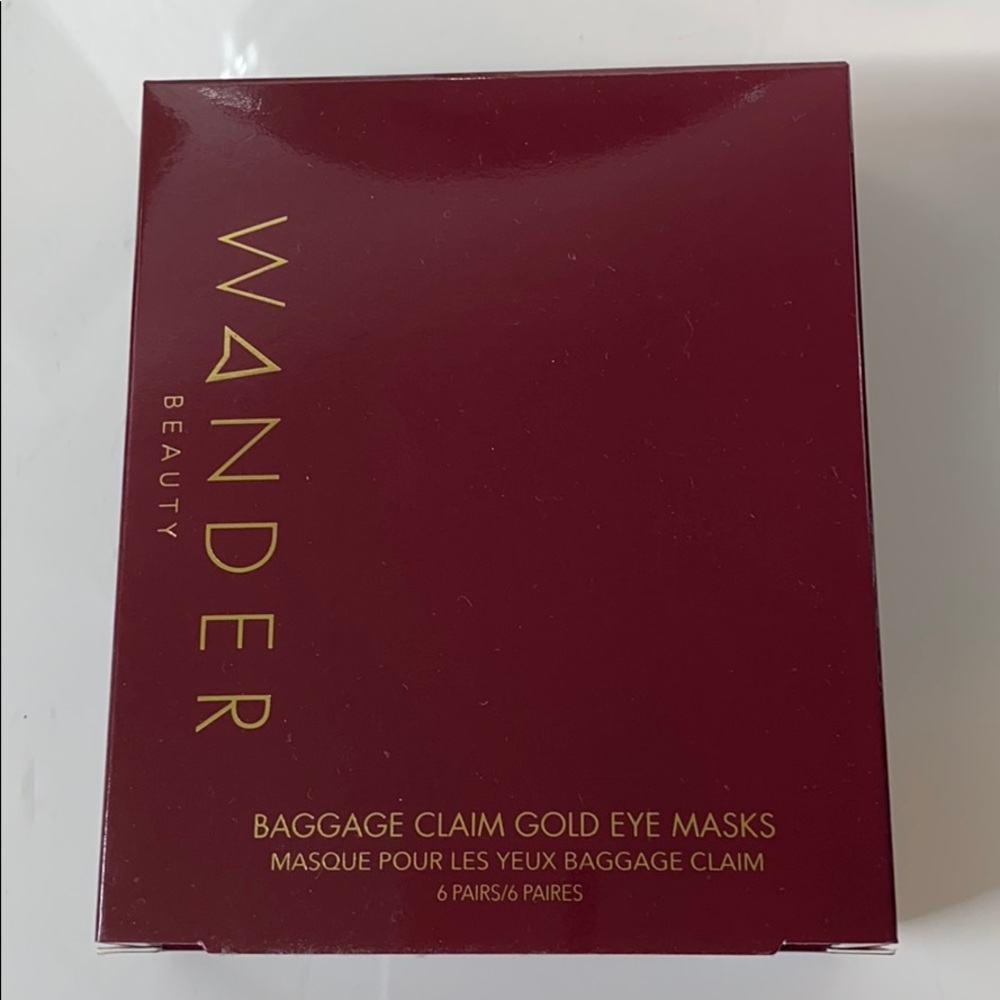 WANDER
BEAUTY
BAGGAGE CLAIM GOLD EYE MASKS
MASQUE POUR LES YEUX BAGGAGE CLAIM
6 PAIRS/6 PAIRES